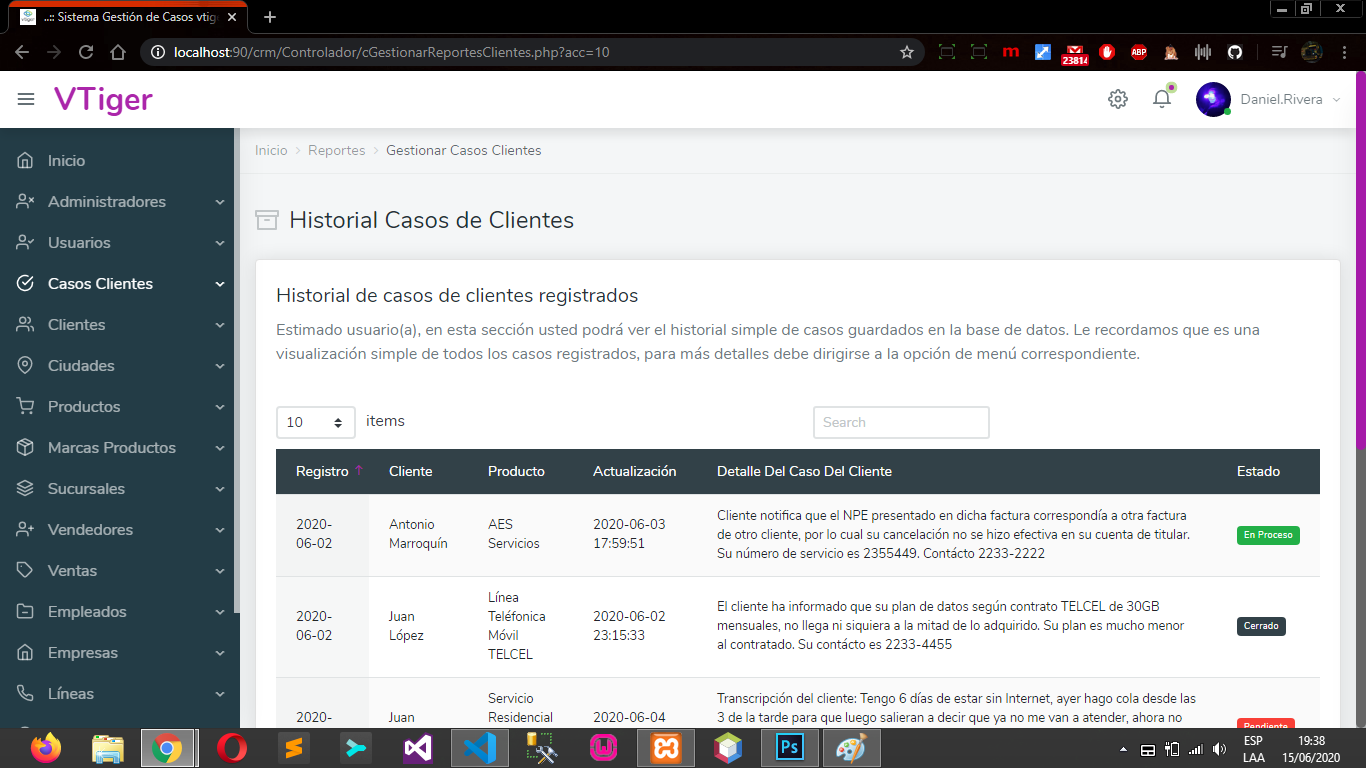 ..:: Sistema Gestión de Casos vtig
localhost:90/crm/Controlador/cGestionarReportesClientes.php?acc=10
m
23814
ABP
VTiger
Daniel.Rivera
Inicio
Administradores
Usuarios
Casos Clientes
Clientes
Ciudades
Productos
Marcas Productos
Sucursales
Vendedores
Ventas
Empleados
Empresas
Líneas
Inicio > Reportes > Gestionar Casos Clientes
Historial Casos de Clientes
Historial de casos de clientes registrados
Estimado usuario(a), en esta sección usted podrá ver el historial simple de casos guardados en la base de datos. Le recordamos que es una
visualización simple de todos los casos registrados, para más detalles debe dirigirse a la opción de menú correspondiente.
10 items
Search
Registro Cliente Producto Actualización Detalle Del Caso Del Cliente Estado
2020-
06-02
Antonio
Marroquín
AES
Servicios
2020-06-03
17:59:51
Cliente notifica que el NPE presentado en dicha factura correspondía a otra factura
de otro cliente, por lo cual su cancelación no se hizo efectiva en su cuenta de titular.
Su número de servicio es 2355449. Contácto 2233-2222
En Proceso
2020-
06-02
Juan
López
Línea
Teléfonica
Móvil
TELCEL
2020-06-02
23:15:33
El cliente ha informado que su plan de datos según contrato TELCEL de 30GB
mensuales, no llega ni siquiera a la mitad de lo adquirido. Su plan es mucho menor
al contratado. Su contácto es 2233-4455
Cerrado
2020-
Juan
Servicio
Residencial
2020-06-04
Transcripción del cliente: Tengo 6 días de estar sin Internet, ayer hago cola desde las
3 de la tarde para que luego salieran a decir que ya no me van a atender, ahora no
Pendiente
Ps
ESP
LAA
19:38
15/06/2020